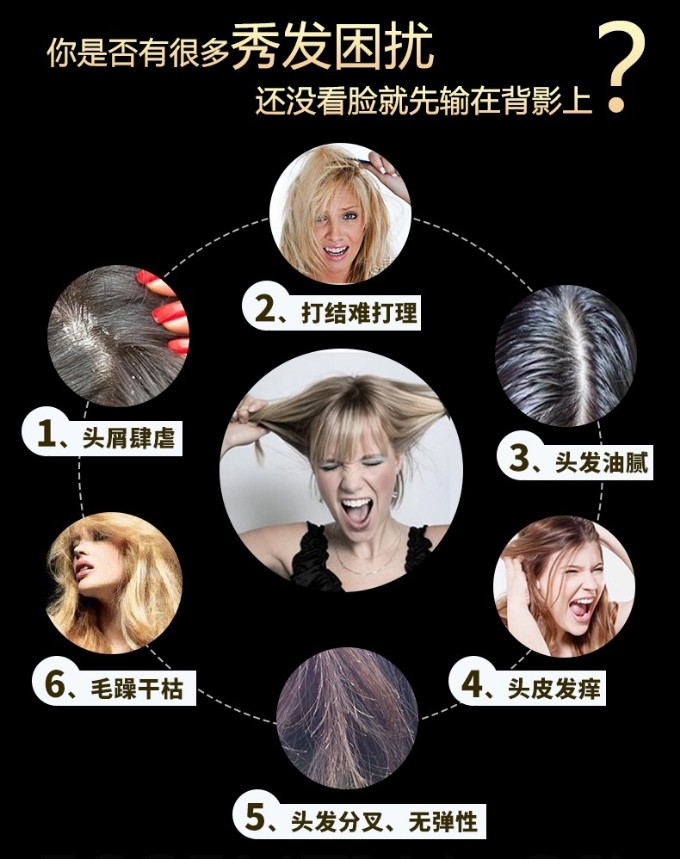 你是否有很多秀发困扰
还没看脸就先输在背影上?
2、打结难打理
1、头屑肆虐
3、头发油腻
6、毛躁干枯
4、头皮发痒
5、头发分叉、无弹性